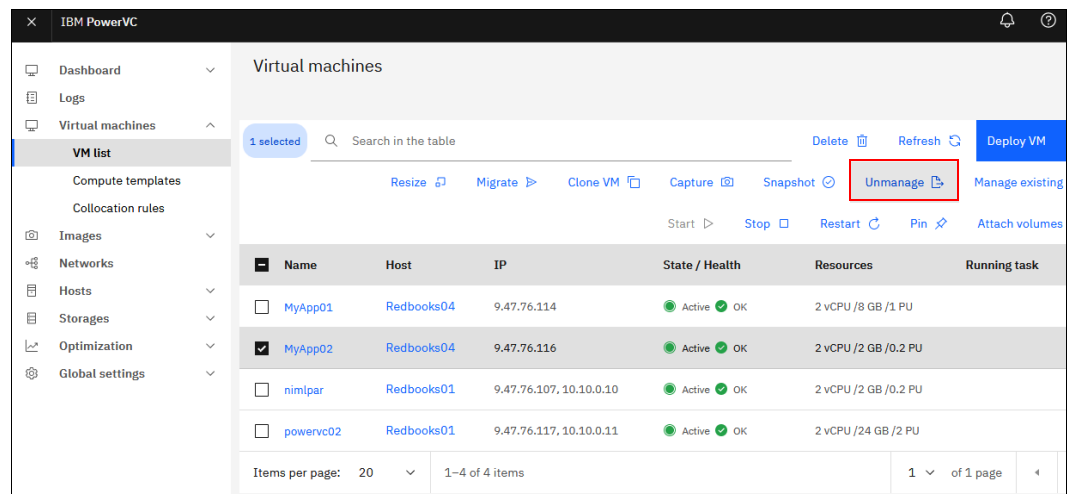 IBM PowerVC
Dashboard
Logs
Virtual machines
VM list
Compute templates
Collocation rules
Images
Networks
Hosts
Storages
Optimization
Global settings
Virtual machines
1 selected Search in the table Delete Refresh Deploy VM
Resize Migrate Clone VM Capture Snapshot Unmanage Manage existing
Start Stop Restart Pin Attach volumes
Name Host IP State / Health Resources Running task
MyApp01 Redbooks04 9.47.76.114 Active OK 2 vCPU /8 GB /1 PU
MyApp02 Redbooks04 9.47.76.116 Active OK 2 vCPU /2 GB /0.2 PU
nimlpar Redbooks01 9.47.76.107, 10.10.0.10 Active OK 2 vCPU /2 GB /0.2 PU
powervc02 Redbooks01 9.47.76.117, 10.10.0.11 Active OK 2 vCPU /24 GB /2 PU
Items per page: 20 1–4 of 4 items 1 of 1 page